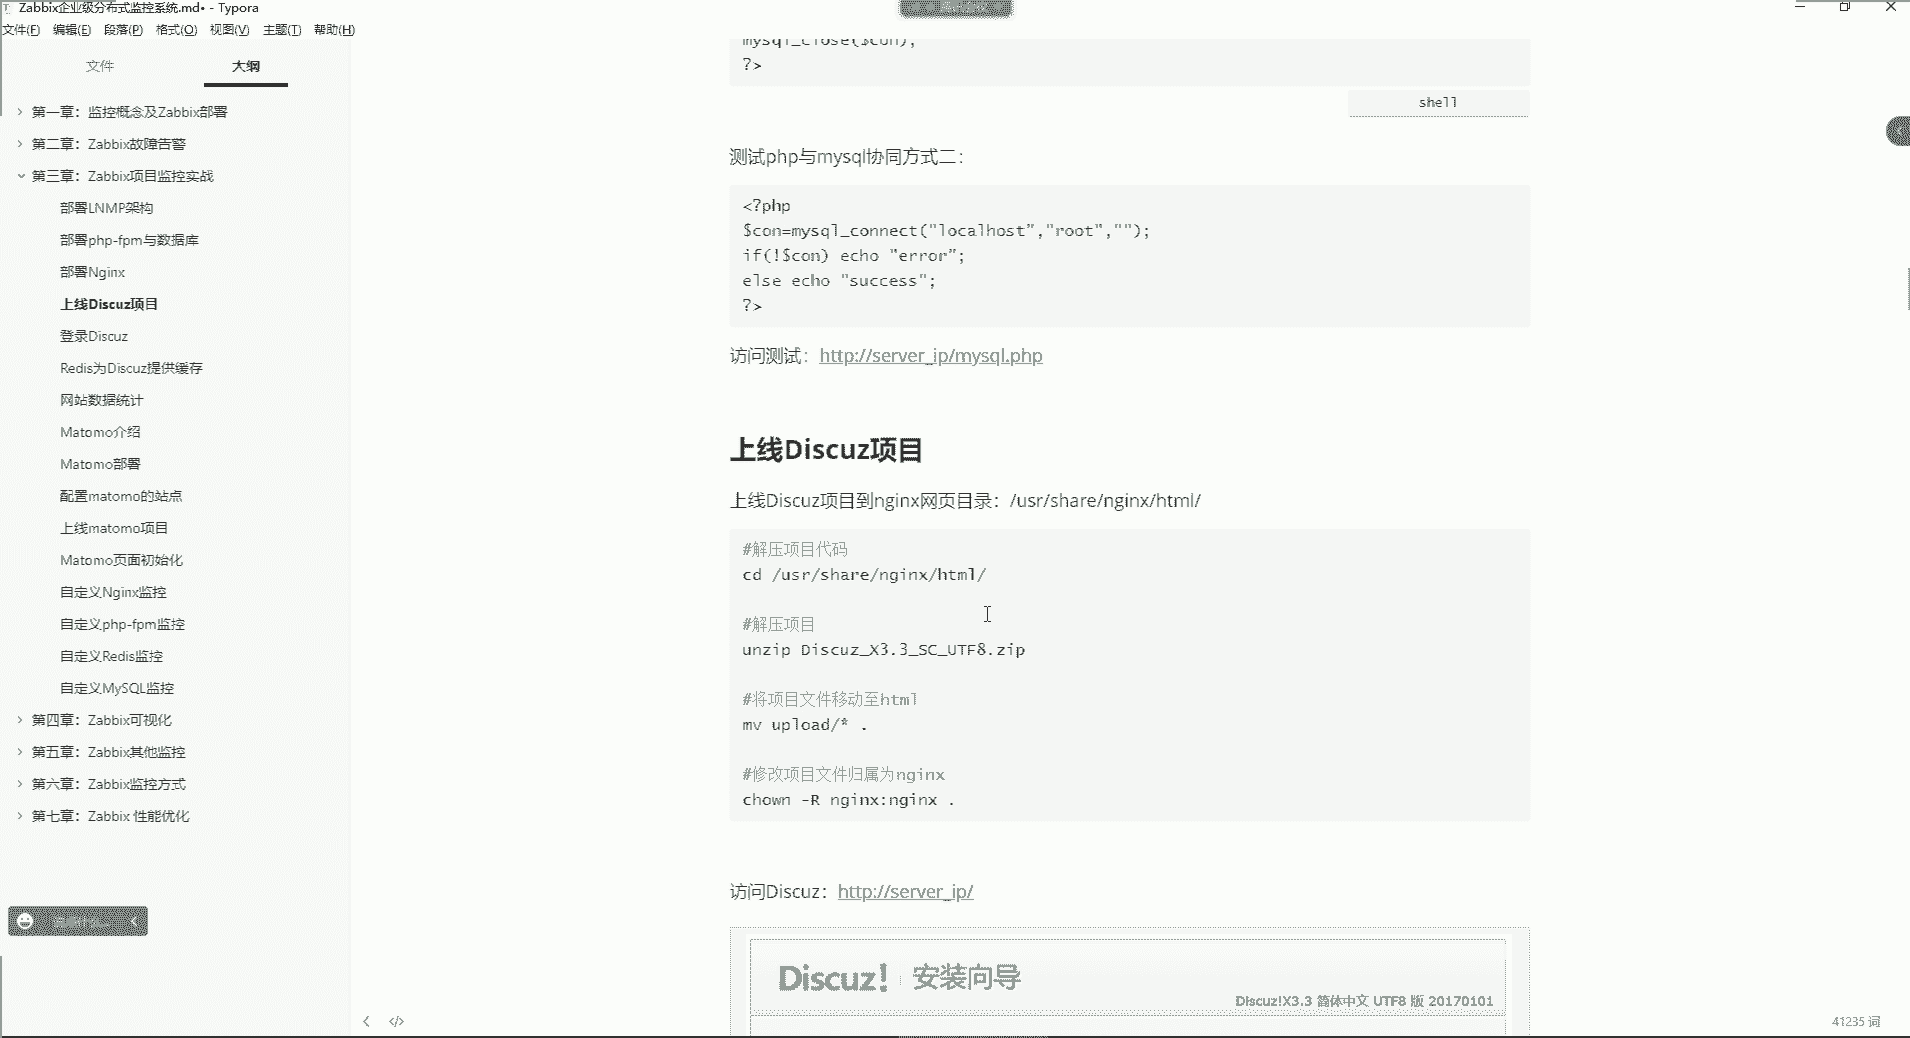 Zabbix企业级分布式监控系统.md• - Typora
文件(F) 编辑(E) 段落(P) 格式(O) 视图(V) 主题(T) 帮助(H)
文件 大纲
第一章：监控概念及Zabbix部署
第二章：Zabbix故障告警
第三章：Zabbix项目监控实战
部署LNMP架构
部署php-fpm与数据库
部署Nginx
上线Discuz项目
登录Discuz
Redis为Discuz提供缓存
网站数据统计
Matomo介绍
Matomo部署
配置matomo的站点
上线matomo项目
Matomo页面初始化
自定义Nginx监控
自定义php-fpm监控
自定义Redis监控
自定义MySQL监控
第四章：Zabbix可视化
第五章：Zabbix其他监控
第六章：Zabbix监控方式
第七章：Zabbix 性能优化
mysql_close($con);
?>
shell
测试php与mysql协同方式二：
<?php
$con=mysql_connect("localhost","root","");
if(!$con) echo "error";
else echo "success";
?>
访问测试：http://server_ip/mysql.php
上线Discuz项目
上线Discuz项目到nginx网页目录：/usr/share/nginx/html/
#解压项目代码
cd /usr/share/nginx/html/
#解压项目
unzip Discuz_X3.3_SC_UTF8.zip
#将项目文件移动至html
mv upload/* .
#修改项目文件归属为nginx
chown -R nginx:nginx .
访问Discuz：http://server_ip/
Discuz! 安装向导
Discuz!X3.3 简体中文 UTF8 版 20170101
41235 词